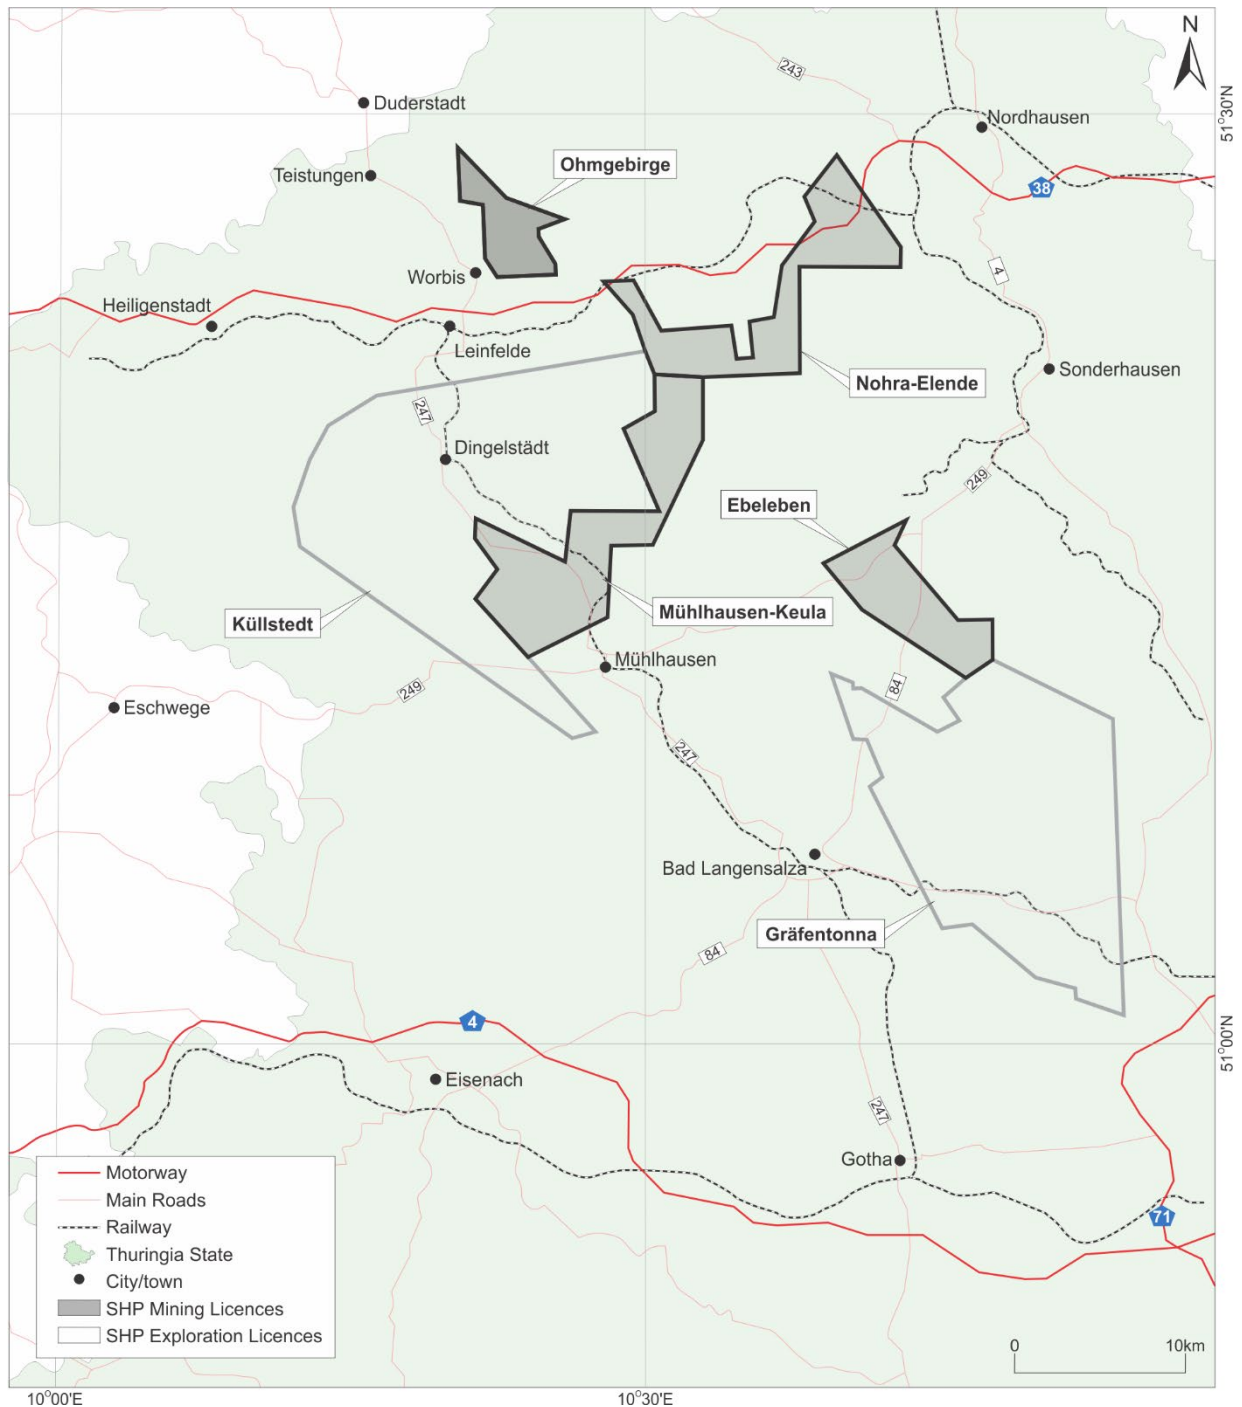 N
243
Duderstadt
51°30'N
Nordhausen
Ohmgebirge
Teistungen
38
Worbis
4
Heiligenstadt
Leinfelde
Sonderhausen
Nohra-Elende
247
Dingelstädt
249
Ebeleben
Küllstedt
Mühlhausen-Keula
Mühlhausen
249
84
Eschwege
247
Bad Langensalza
Gräfentonna
84
4
51°00'N
Eisenach
247
Gotha
71
Motorway
Main Roads
Railway
Thuringia State
City/town
SHP Mining Licences
SHP Exploration Licences
0 10km
10°00'E 10°30'E